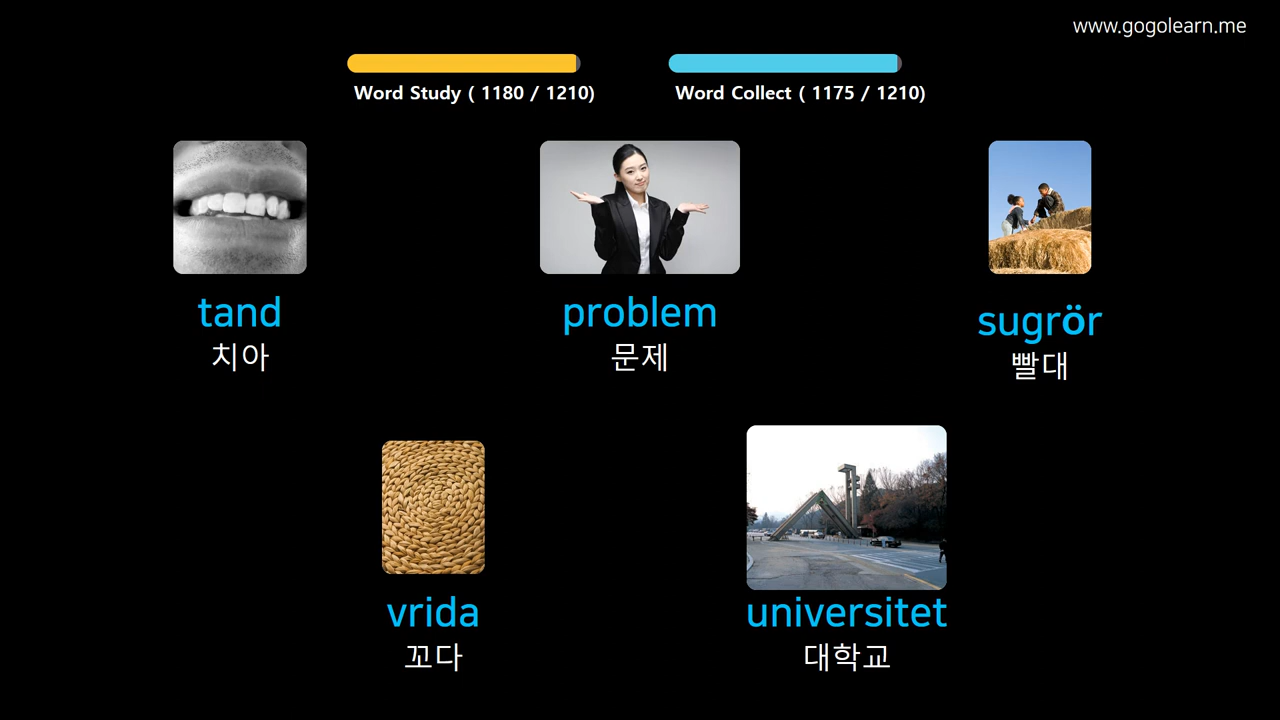 www.gogolearn.me
Word Study ( 1180 / 1210)
Word Collect ( 1175 / 1210)
tand
치아
problem
문제
sugrör
빨대
vrida
꼬다
universitet
대학교